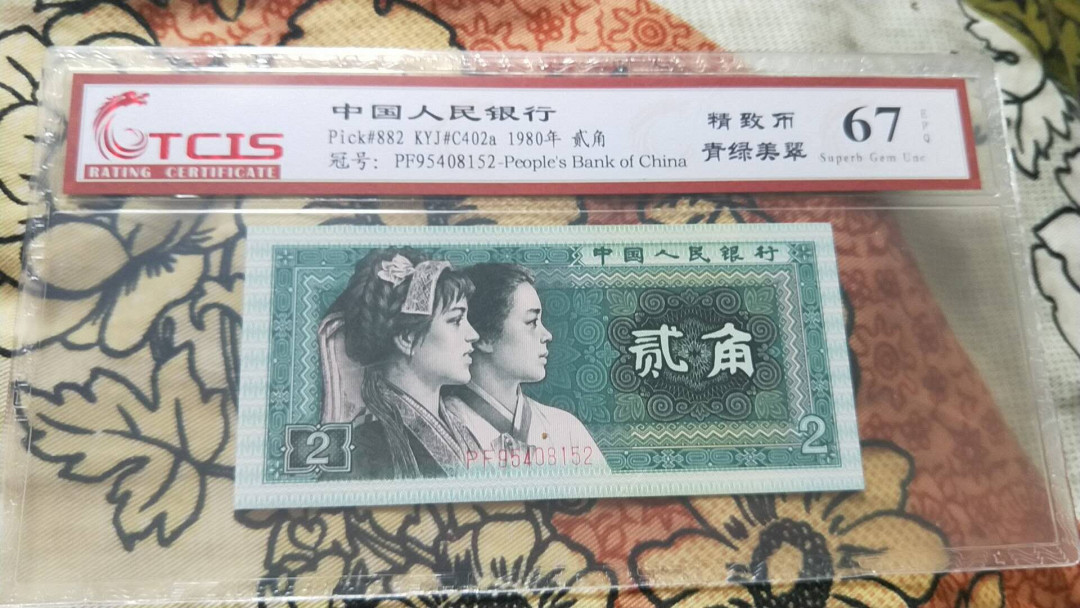 TCIS
RATING CERTIFICATE
中国人民银行
Pick#882 KYJ#C402a 1980年 贰角
冠号: PF95408152-People's Bank of China
精致币
青绿美翠
67
EPQ
Superb Gem Unc
中国人民银行
贰角
2
2
PF95408152